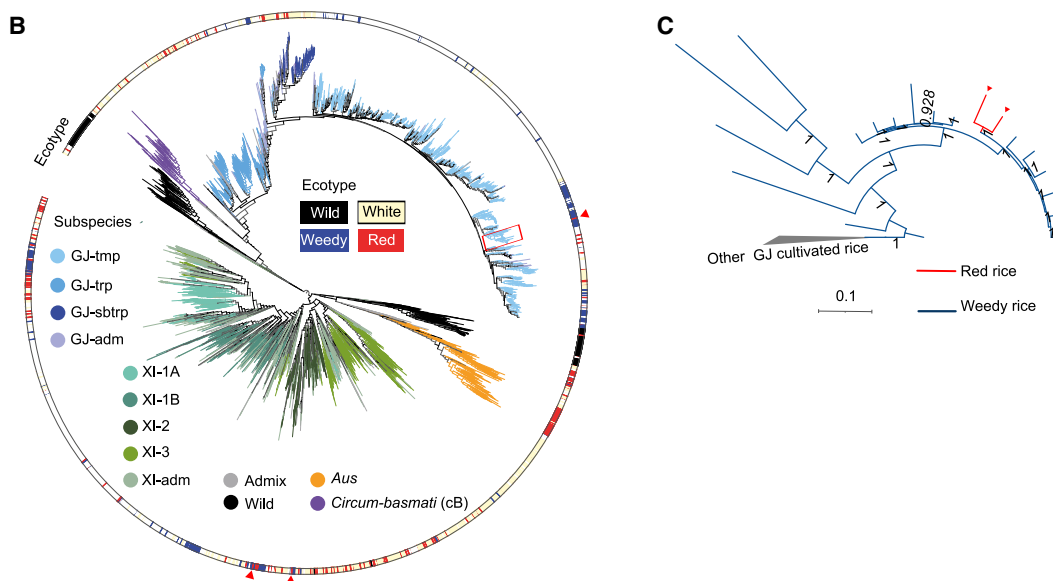 B
Ecotype
Subspecies
GJ-tmp
GJ-trp
GJ-sbtrp
GJ-adm
XI-1A
XI-1B
XI-2
XI-3
XI-adm
Ecotype
Wild
White
Weedy
Red
Admix
Wild
Aus
Circum-basmati (cB)
C
0.928
1
1
1
1
1
1
1
1
Other GJ cultivated rice
0.1
Red rice
Weedy rice